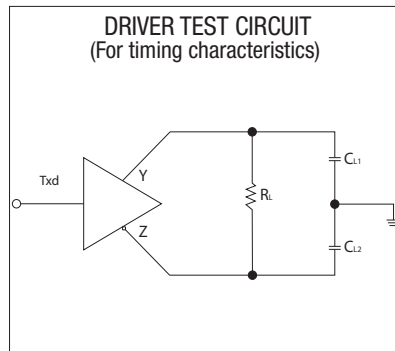 DRIVER TEST CIRCUIT
(For timing characteristics)
Txd
Y
Z
RL
CL1
CL2